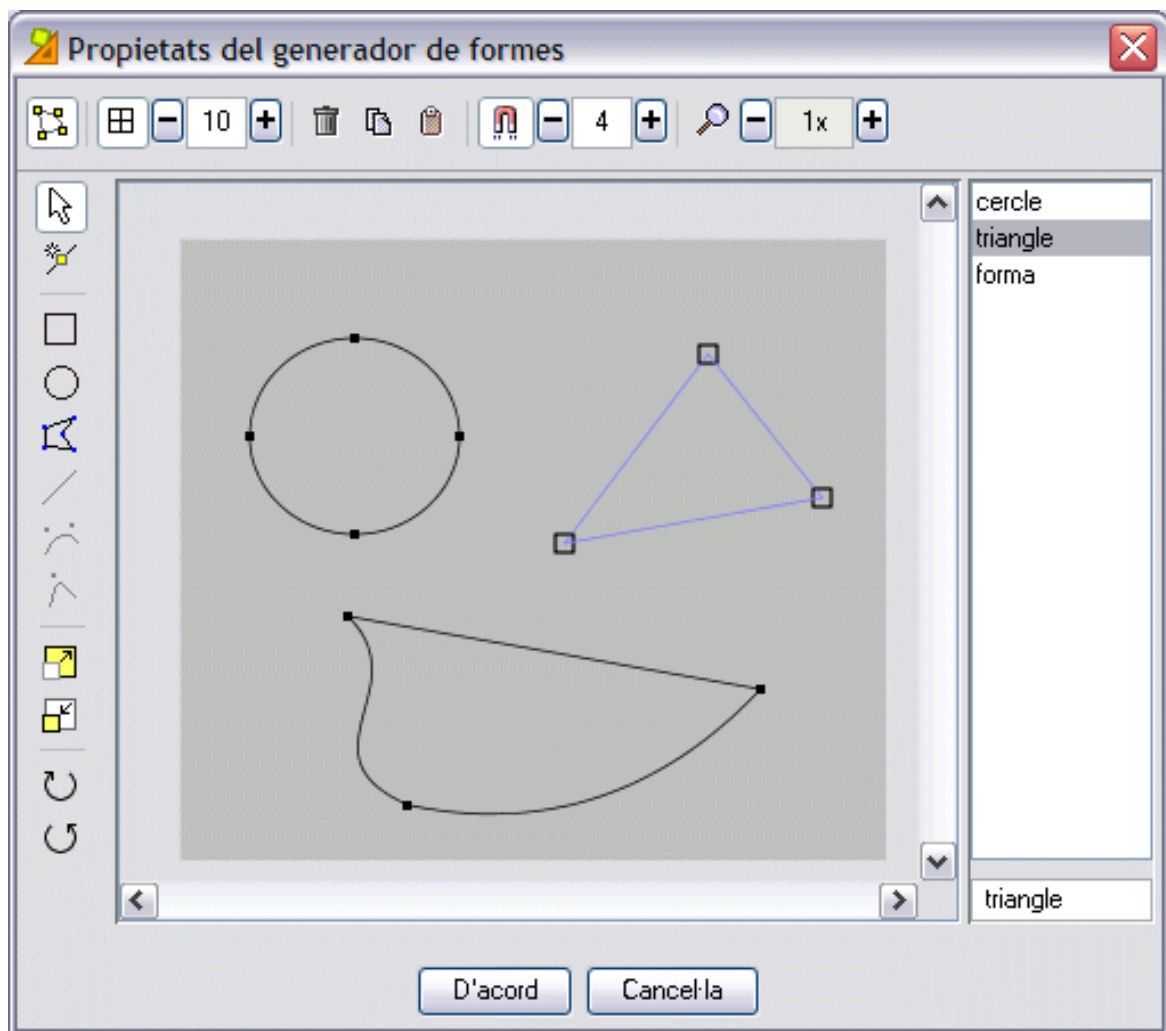 Propietats del generador de formes
10 4 1x
cercle
triangle
forma
triangle
D'acord Cancel·la